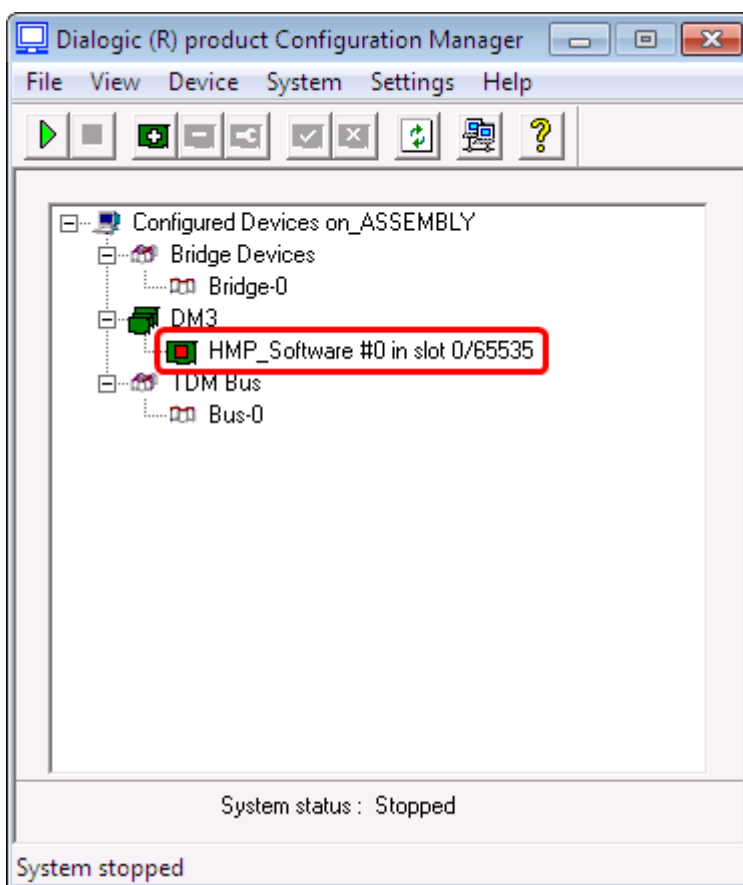 Dialogic (R) product Configuration Manager
File View Device System Settings Help
Configured Devices on_ASSEMBLY
Bridge Devices
Bridge-0
DM3
HMP_Software #0 in slot 0/65535
TDM Bus
Bus-0
System status : Stopped
System stopped